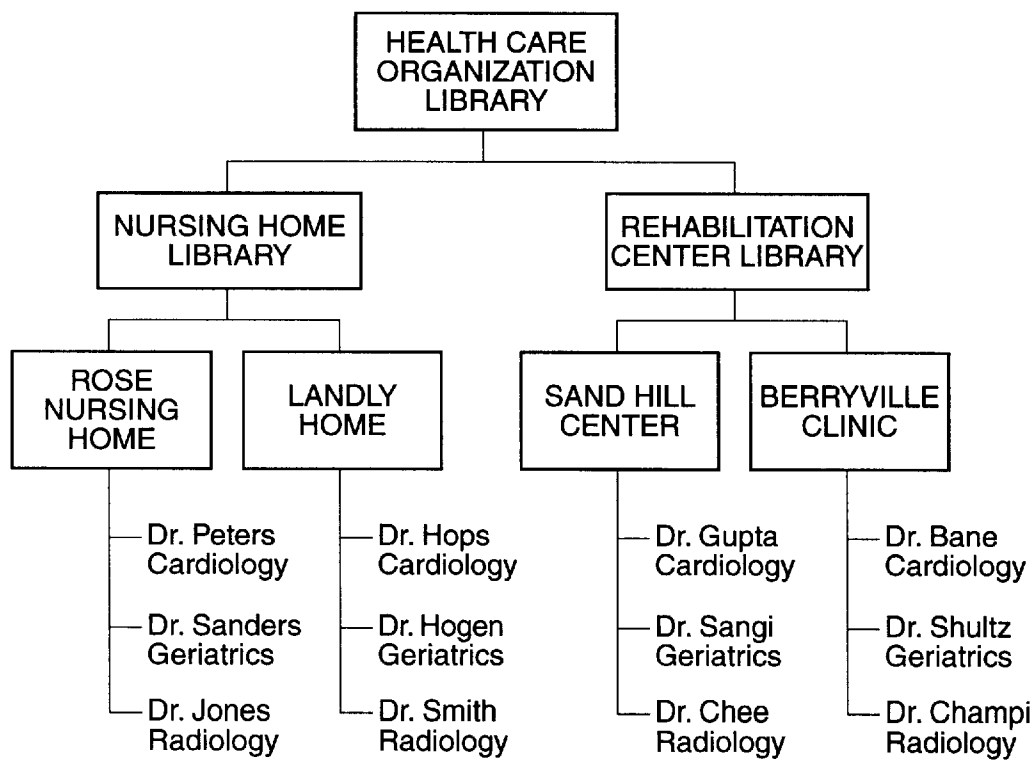 HEALTH CARE
ORGANIZATION
LIBRARY
NURSING HOME
LIBRARY
REHABILITATION
CENTER LIBRARY
ROSE
NURSING
HOME
LANDLY
HOME
SAND HILL
CENTER
BERRYVILLE
CLINIC
Dr. Peters
Cardiology
Dr. Sanders
Geriatrics
Dr. Jones
Radiology
Dr. Hops
Cardiology
Dr. Hogen
Geriatrics
Dr. Smith
Radiology
Dr. Gupta
Cardiology
Dr. Sangi
Geriatrics
Dr. Chee
Radiology
Dr. Bane
Cardiology
Dr. Shultz
Geriatrics
Dr. Champi
Radiology